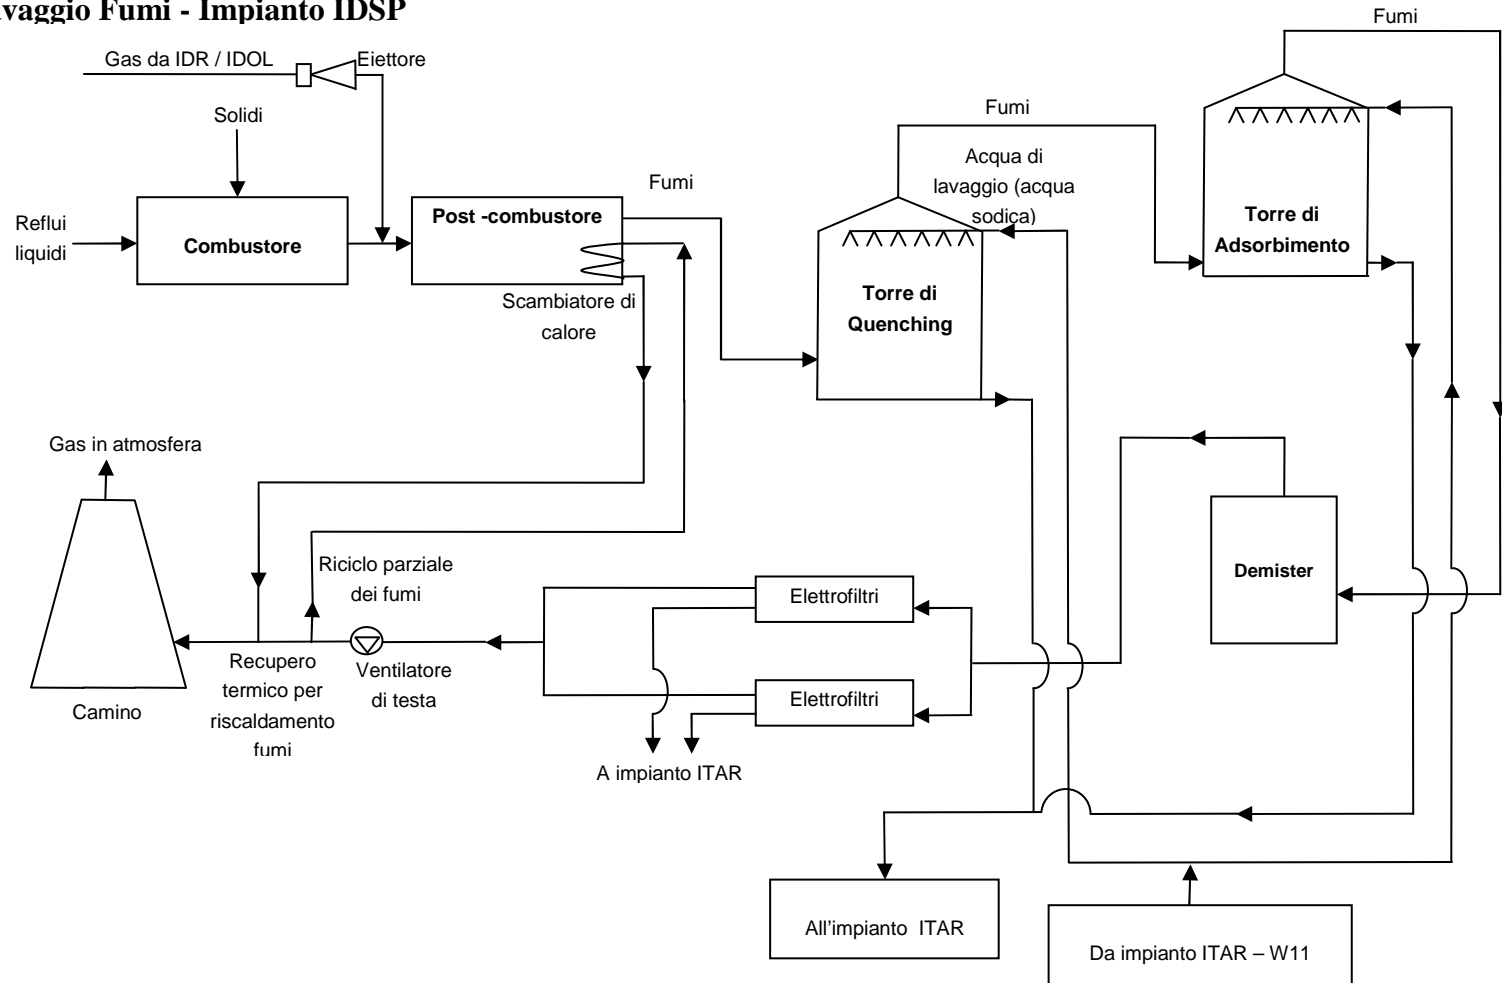 vaggio Fumi - Impianto IDSP
Fumi
Gas da IDR / IDOL
Eiettore
Solidi
Fumi
Acqua di
lavaggio (acqua
sodica)
Fumi
Reflui
liquidi
Combustore
Post -combustore
Torre di
Adsorbimento
Scambiatore di
calore
Torre di
Quenching
Gas in atmosfera
Riciclo parziale
dei fumi
Elettrofiltri
Demister
Recupero
termico per
riscaldamento
fumi
Ventilatore
di testa
Elettrofiltri
Camino
A impianto ITAR
All'impianto ITAR
Da impianto ITAR – W11